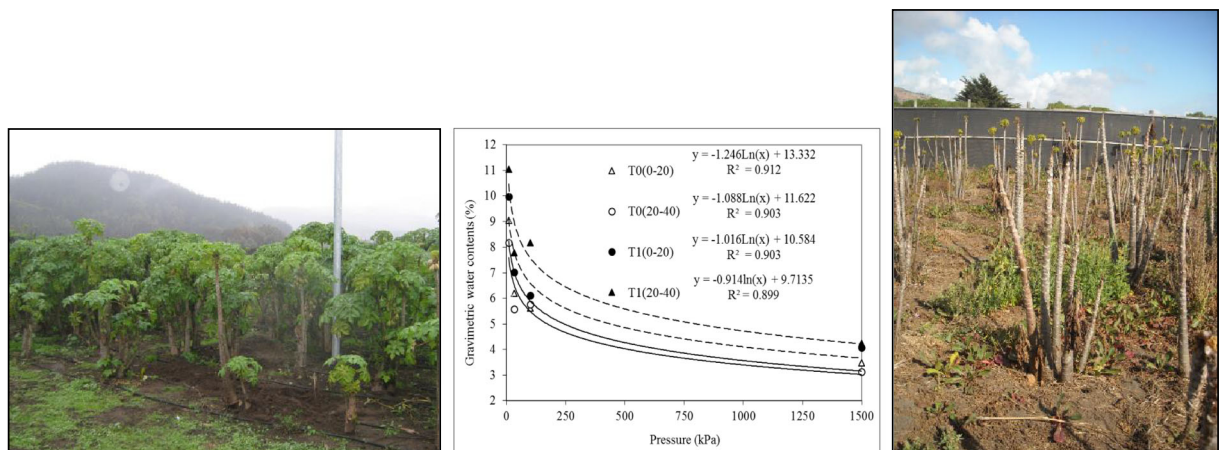 12
11
10
9
8
7
6
5
4
3
2
Gravimetric water contents (%)
T0(0-20)
T0(20-40)
T1(0-20)
T1(20-40)
y = -1.246Ln(x) + 13.332
R² = 0.912
y = -1.088Ln(x) + 11.622
R² = 0.903
y = -1.016Ln(x) + 10.584
R² = 0.903
y = -0.914ln(x) + 9.7135
R² = 0.899
0 250 500 750 1000 1250 1500
Pressure (kPa)